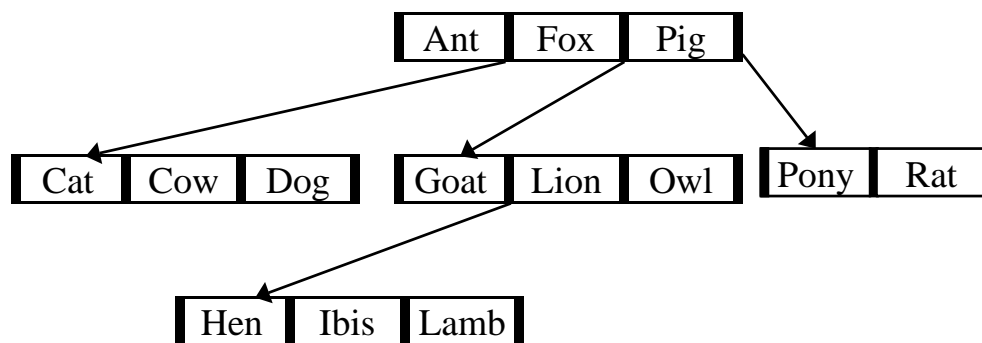 Ant Fox Pig
Cat Cow Dog
Goat Lion Owl
Pony Rat
Hen Ibis Lamb